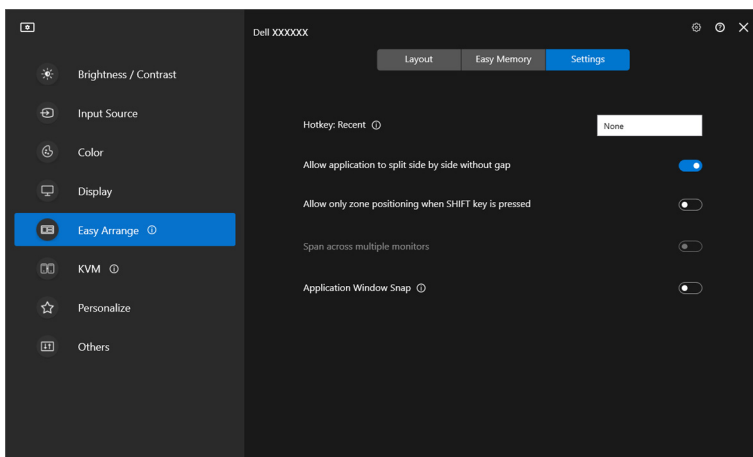 Dell XXXXXX
Layout
Easy Memory
Settings
Brightness / Contrast
Input Source
Color
Display
Easy Arrange
KVM
Personalize
Others
Hotkey: Recent
None
Allow application to split side by side without gap
Allow only zone positioning when SHIFT key is pressed
Span across multiple monitors
Application Window Snap